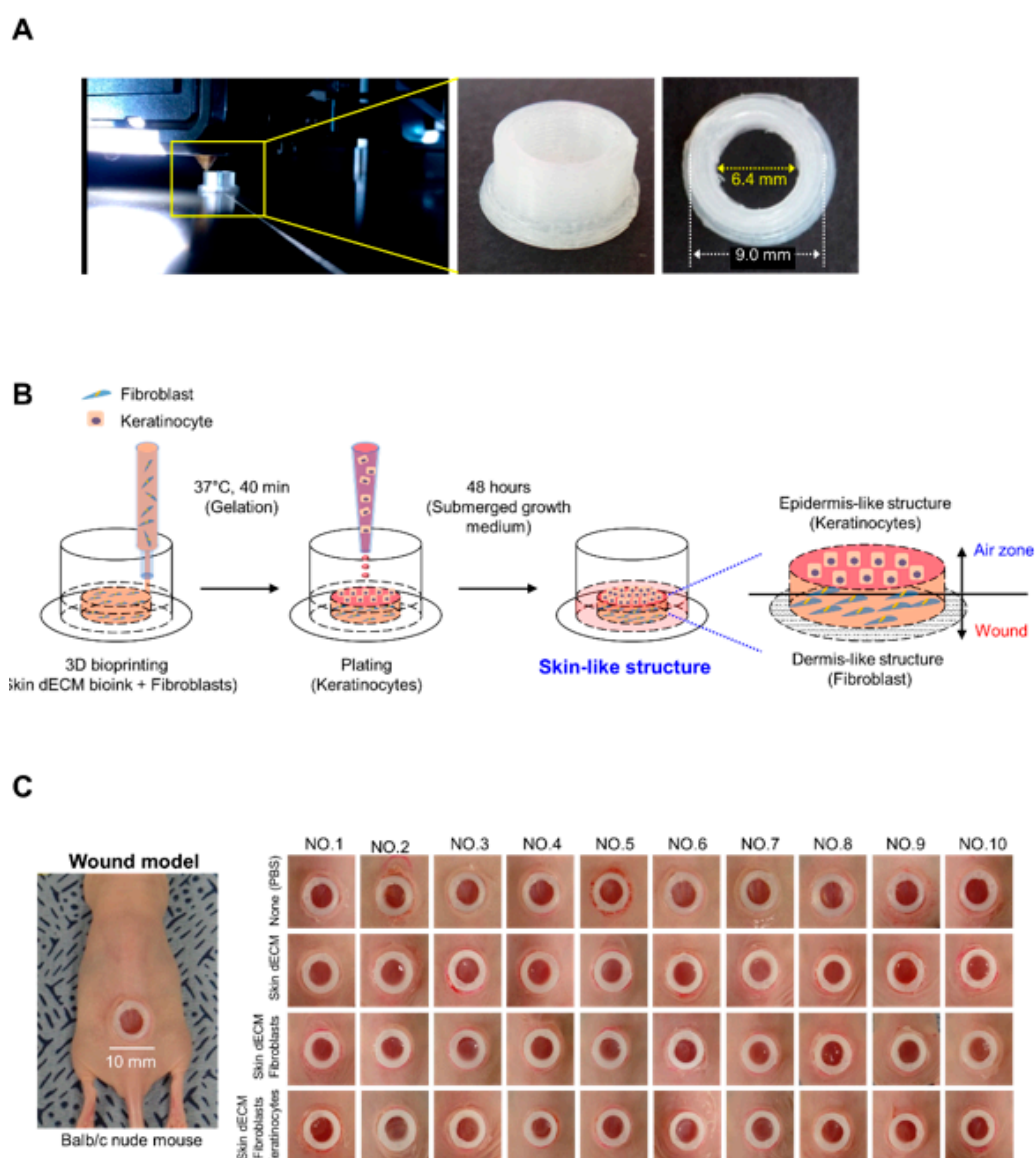 A
6.4 mm
9.0 mm
B
Fibroblast
Keratinocyte
37°C, 40 min
(Gelation)
48 hours
(Submerged growth
medium)
Epidermis-like structure
(Keratinocytes)
Air zone
Wound
3D bioprinting
Skin dECM bioink + Fibroblasts)
Plating
(Keratinocytes)
Skin-like structure
Dermis-like structure
(Fibroblast)
C
Wound model
10 mm
Balb/c nude mouse
NO.1 NO.2 NO.3 NO.4 NO.5 NO.6 NO.7 NO.8 NO.9 NO.10
None (PBS)
Skin dECM
Skin dECM
Fibroblasts
Skin dECM
Fibroblasts
eratinocytes